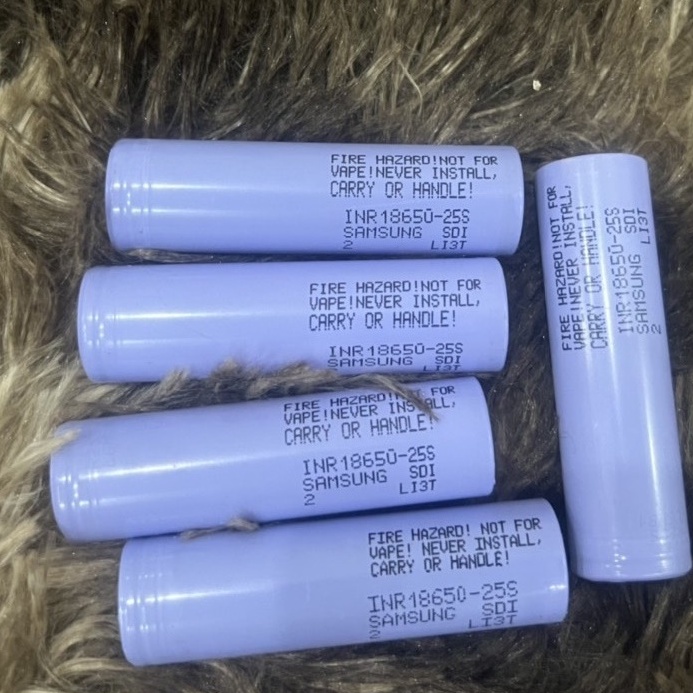 FIRE HAZARD!NOT FOR
VAPE!NEVER INSTALL,
CARRY OR HANDLE!
INR18650-25S
SAMSUNG SDI
2 LI3T
FIRE HAZARD!NOT FOR
VAPE!NEVER INSTALL,
CARRY OR HANDLE!
INR18650-25S
SAMSUNG SDI
LI3T
FIRE HAZARD!NOT FOR
VAPE!NEVER INSTALL,
CARRY OR HANDLE!
INR18650-25S
SAMSUNG SDI
2 LI3T
FIRE HAZARD! NOT FOR
VAPE! NEVER INSTALL,
CARRY OR HANDLE!
INR18650-25S
SAMSUNG SDI
2 LI3T
FIRE HAZARD!NOT FOR
VAPE!NEVER INSTALL,
CARRY OR HANDLE!
INR18650-25S
SAMSUNG SDI
2 LI3T